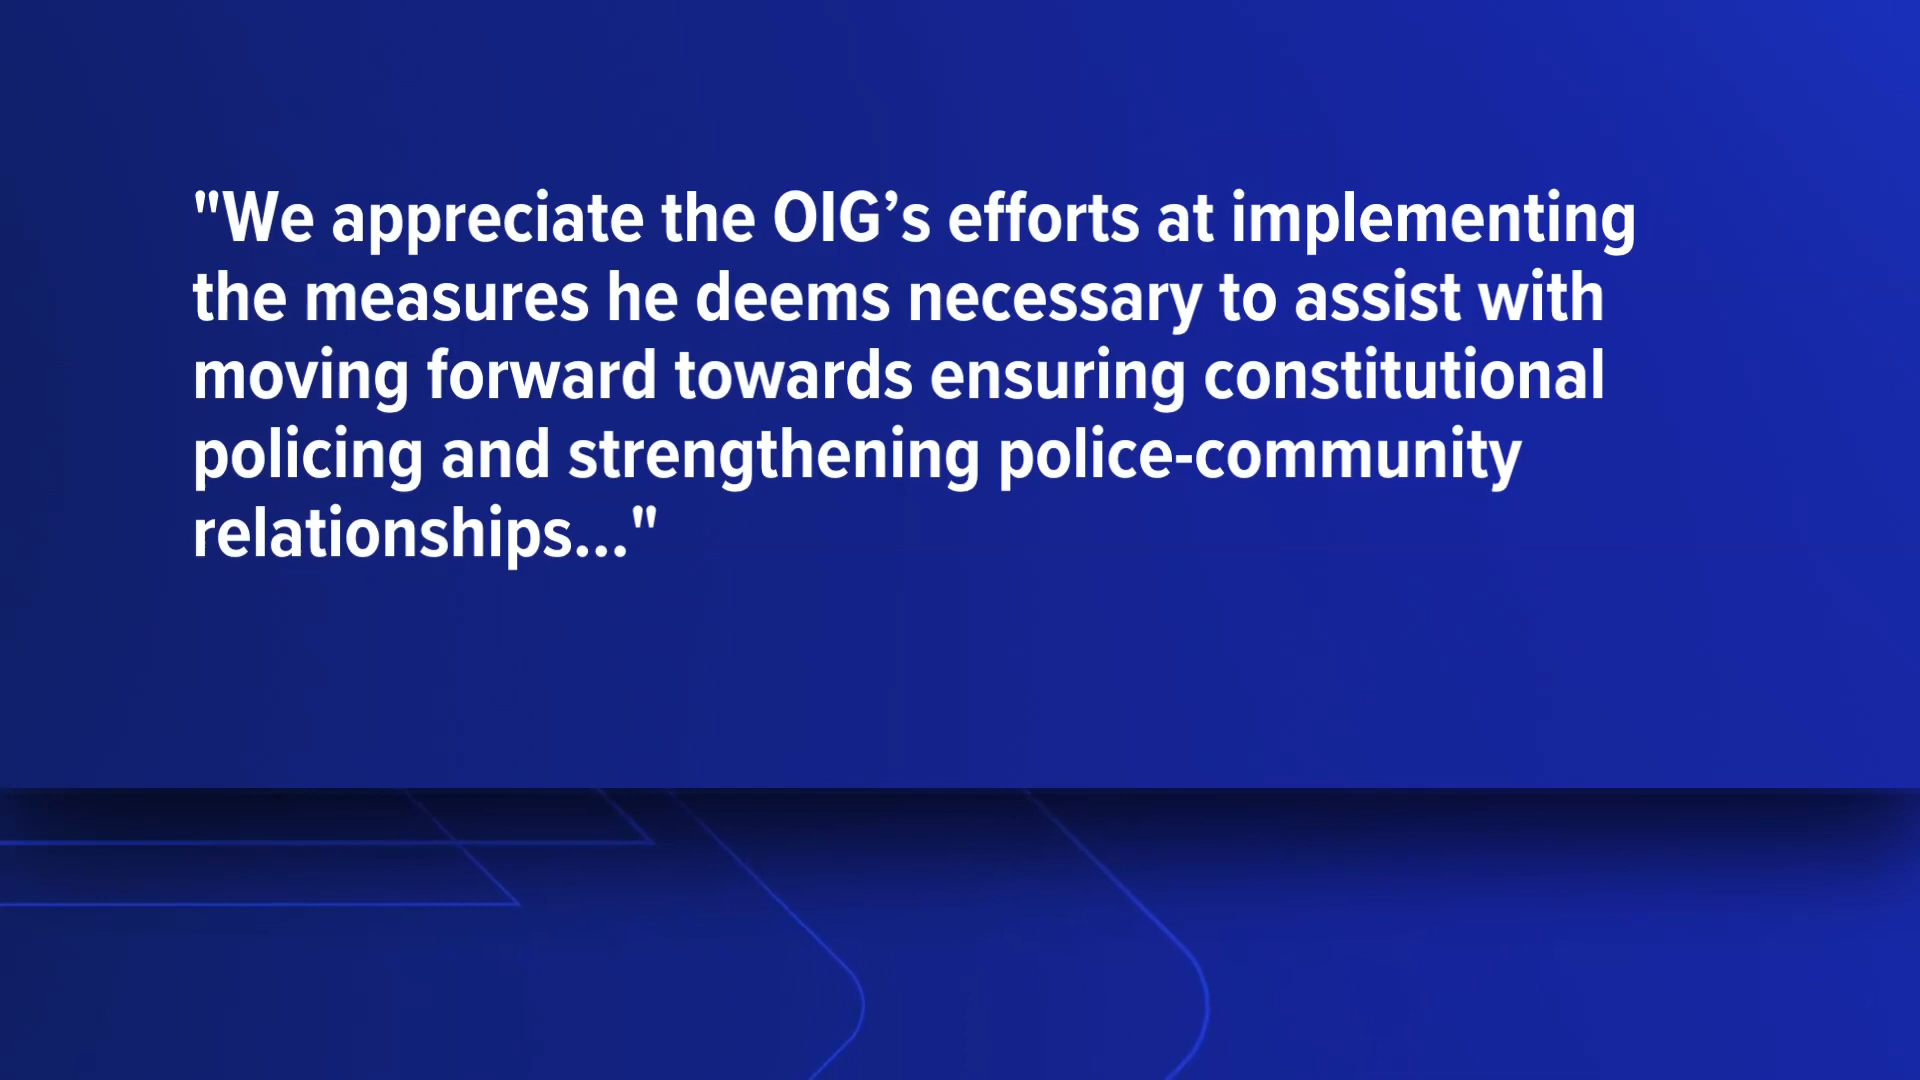 "We appreciate the OIG’s efforts at implementing
the measures he deems necessary to assist with
moving forward towards ensuring constitutional
policing and strengthening police-community
relationships..."